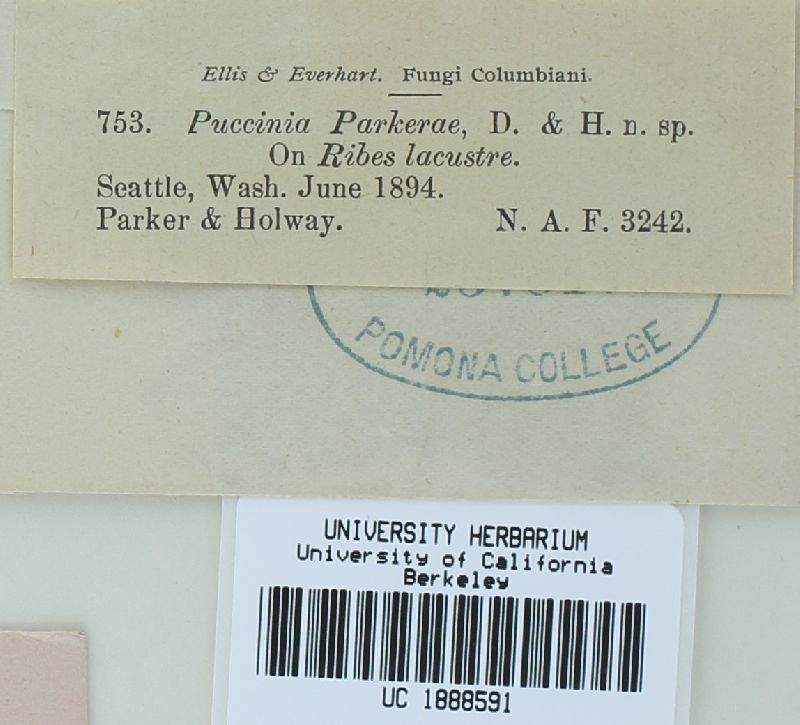 Ellis & Everhart. Fungi Columbiani.
753. Puccinia Parkerae, D. & H. n. sp.
On Ribes lacustre.
Seattle, Wash. June 1894.
Parker & Holway. N. A. F. 3242.
POMONA COLLEGE
UNIVERSITY HERBARIUM
University of California
Berkeley
UC 1888591